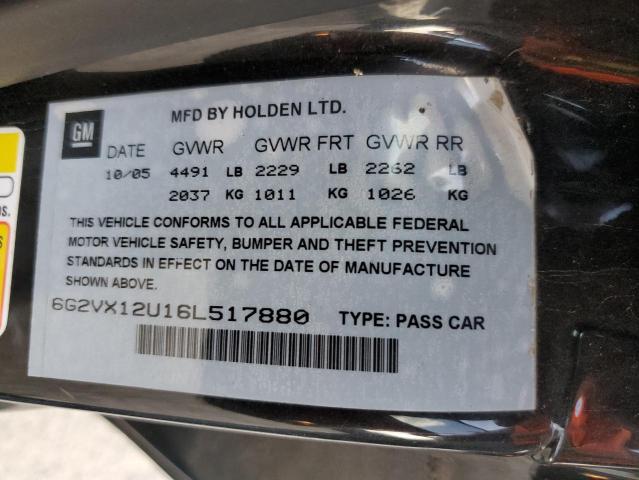 GM
MFD BY HOLDEN LTD.
DATE GVWR GVWR FRT GVWR RR
10/05 4491 LB 2229 LB 2262 LB
2037 KG 1011 KG 1026 KG
THIS VEHICLE CONFORMS TO ALL APPLICABLE FEDERAL
MOTOR VEHICLE SAFETY, BUMPER AND THEFT PREVENTION
STANDARDS IN EFFECT ON THE DATE OF MANUFACTURE
SHOWN ABOVE.
6G2VX12U16L517880 TYPE: PASS CAR